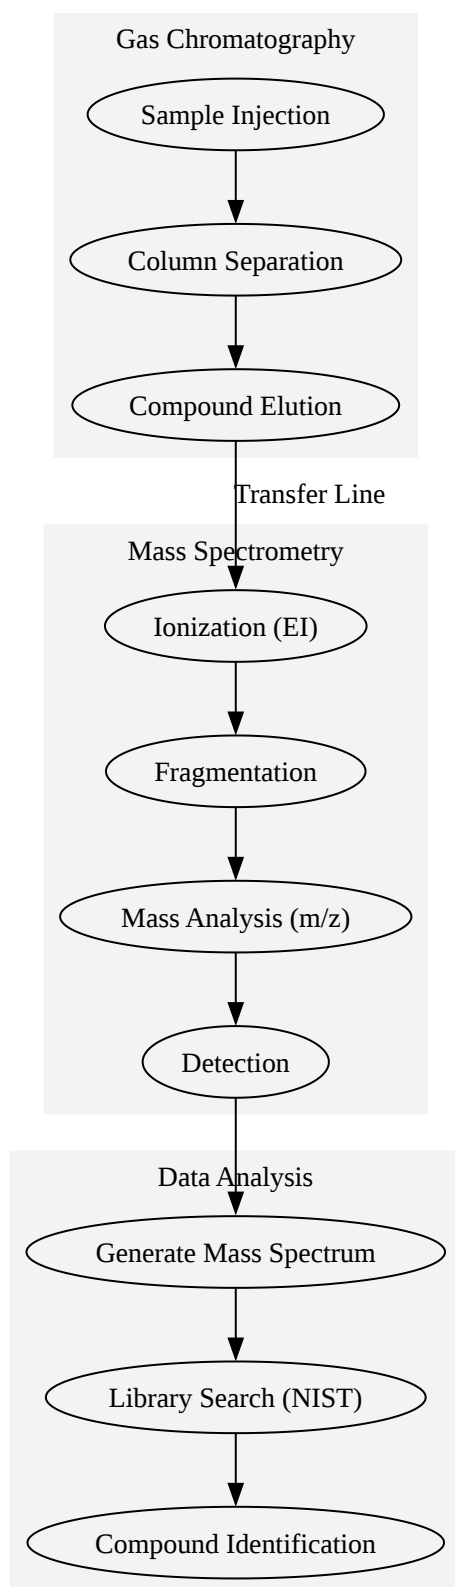 Gas Chromatography
Sample Injection
Column Separation
Compound Elution
Transfer Line
Mass Spectrometry
Ionization (EI)
Fragmentation
Mass Analysis (m/z)
Detection
Data Analysis
Generate Mass Spectrum
Library Search (NIST)
Compound Identification